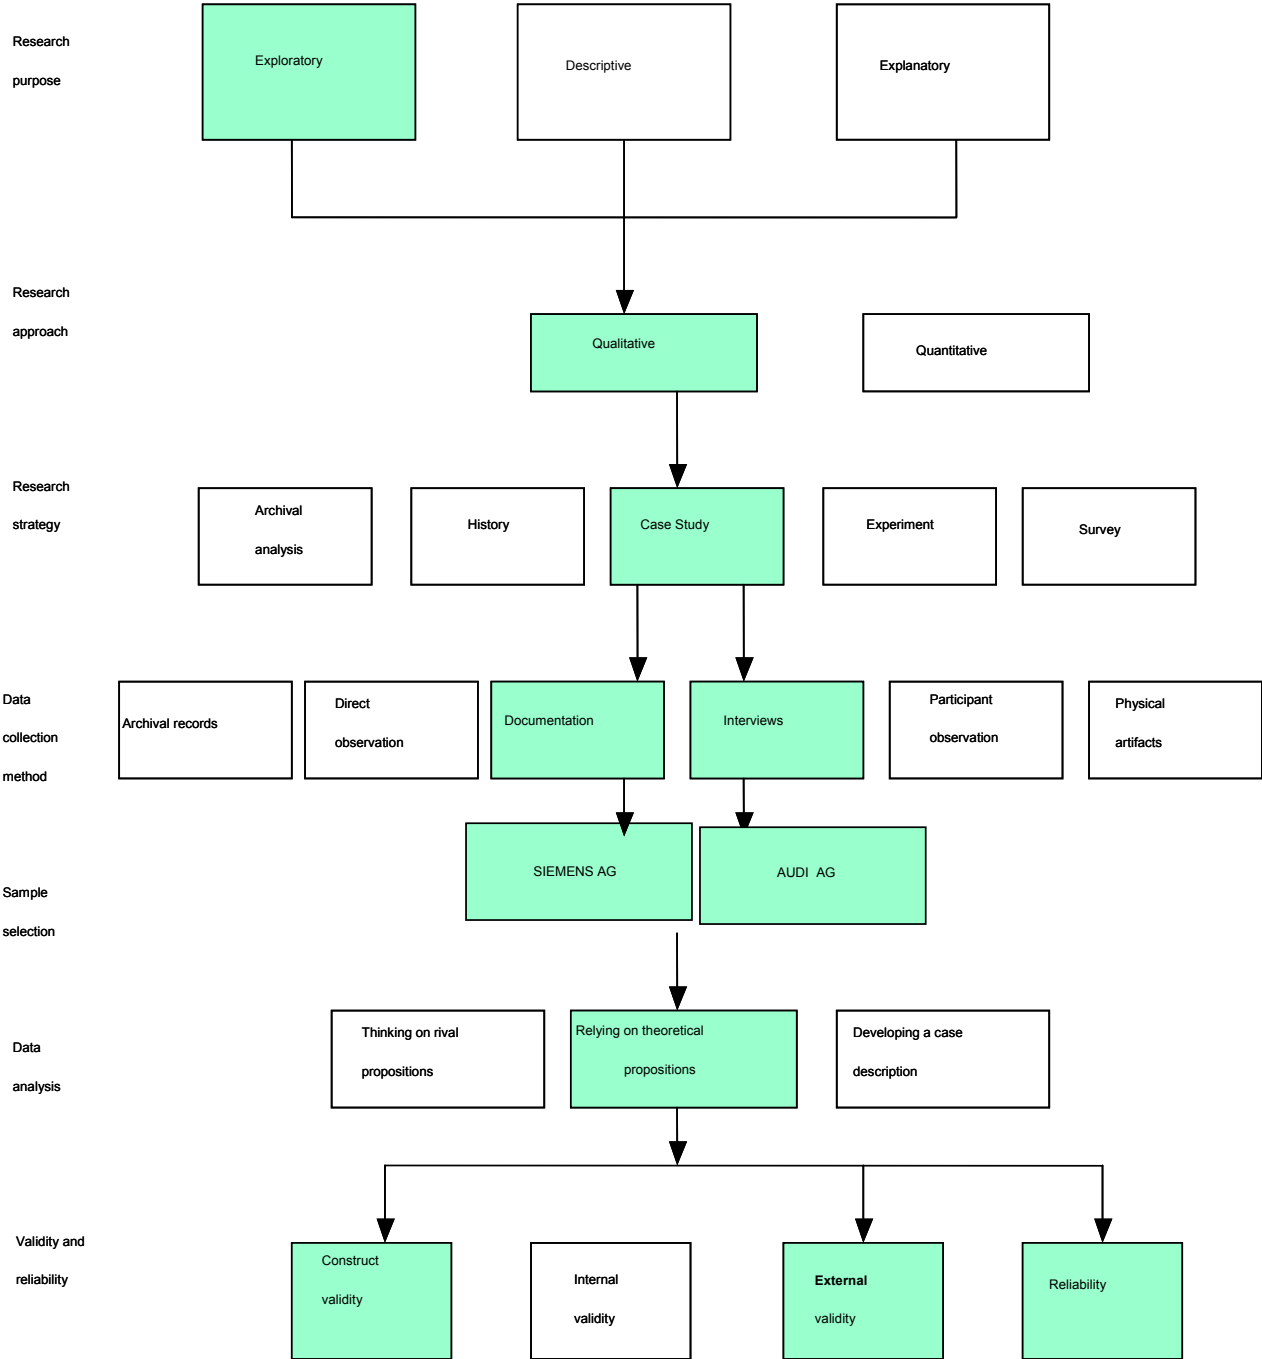 Research
purpose
Exploratory
Descriptive
Explanatory
Research
approach
Qualitative
Quantitative
Research
strategy
Archival
analysis
History
Case Study
Experiment
Survey
Data
collection
method
Archival records
Direct
observation
Documentation
Interviews
Participant
observation
Physical
artifacts
Sample
selection
SIEMENS AG
AUDI AG
Data
analysis
Thinking on rival
propositions
Relying on theoretical
propositions
Developing a case
description
Validity and
reliability
Construct
validity
Internal
validity
External
validity
Reliability